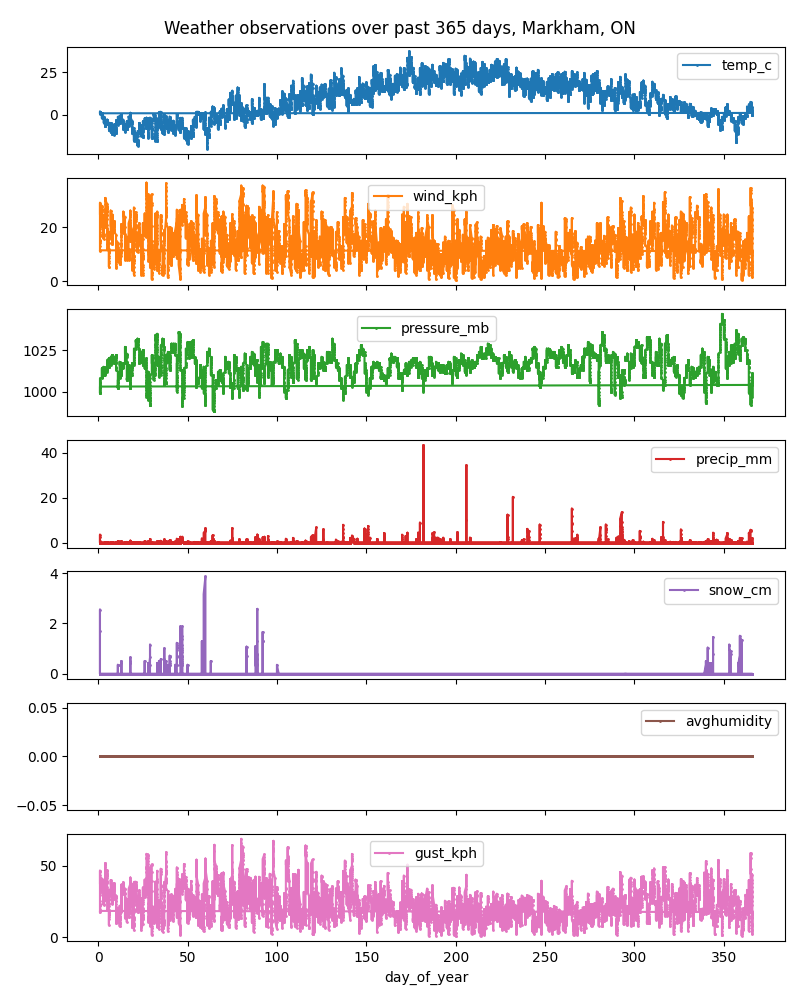 Weather observations over past 365 days, Markham, ON
25
0
temp_c
20
0
wind_kph
1025
1000
pressure_mb
40
20
0
precip_mm
4
2
0
snow_cm
0.05
0.00
−0.05
avghumidity
50
0
gust_kph
0 50 100 150 200 250 300 350
day_of_year